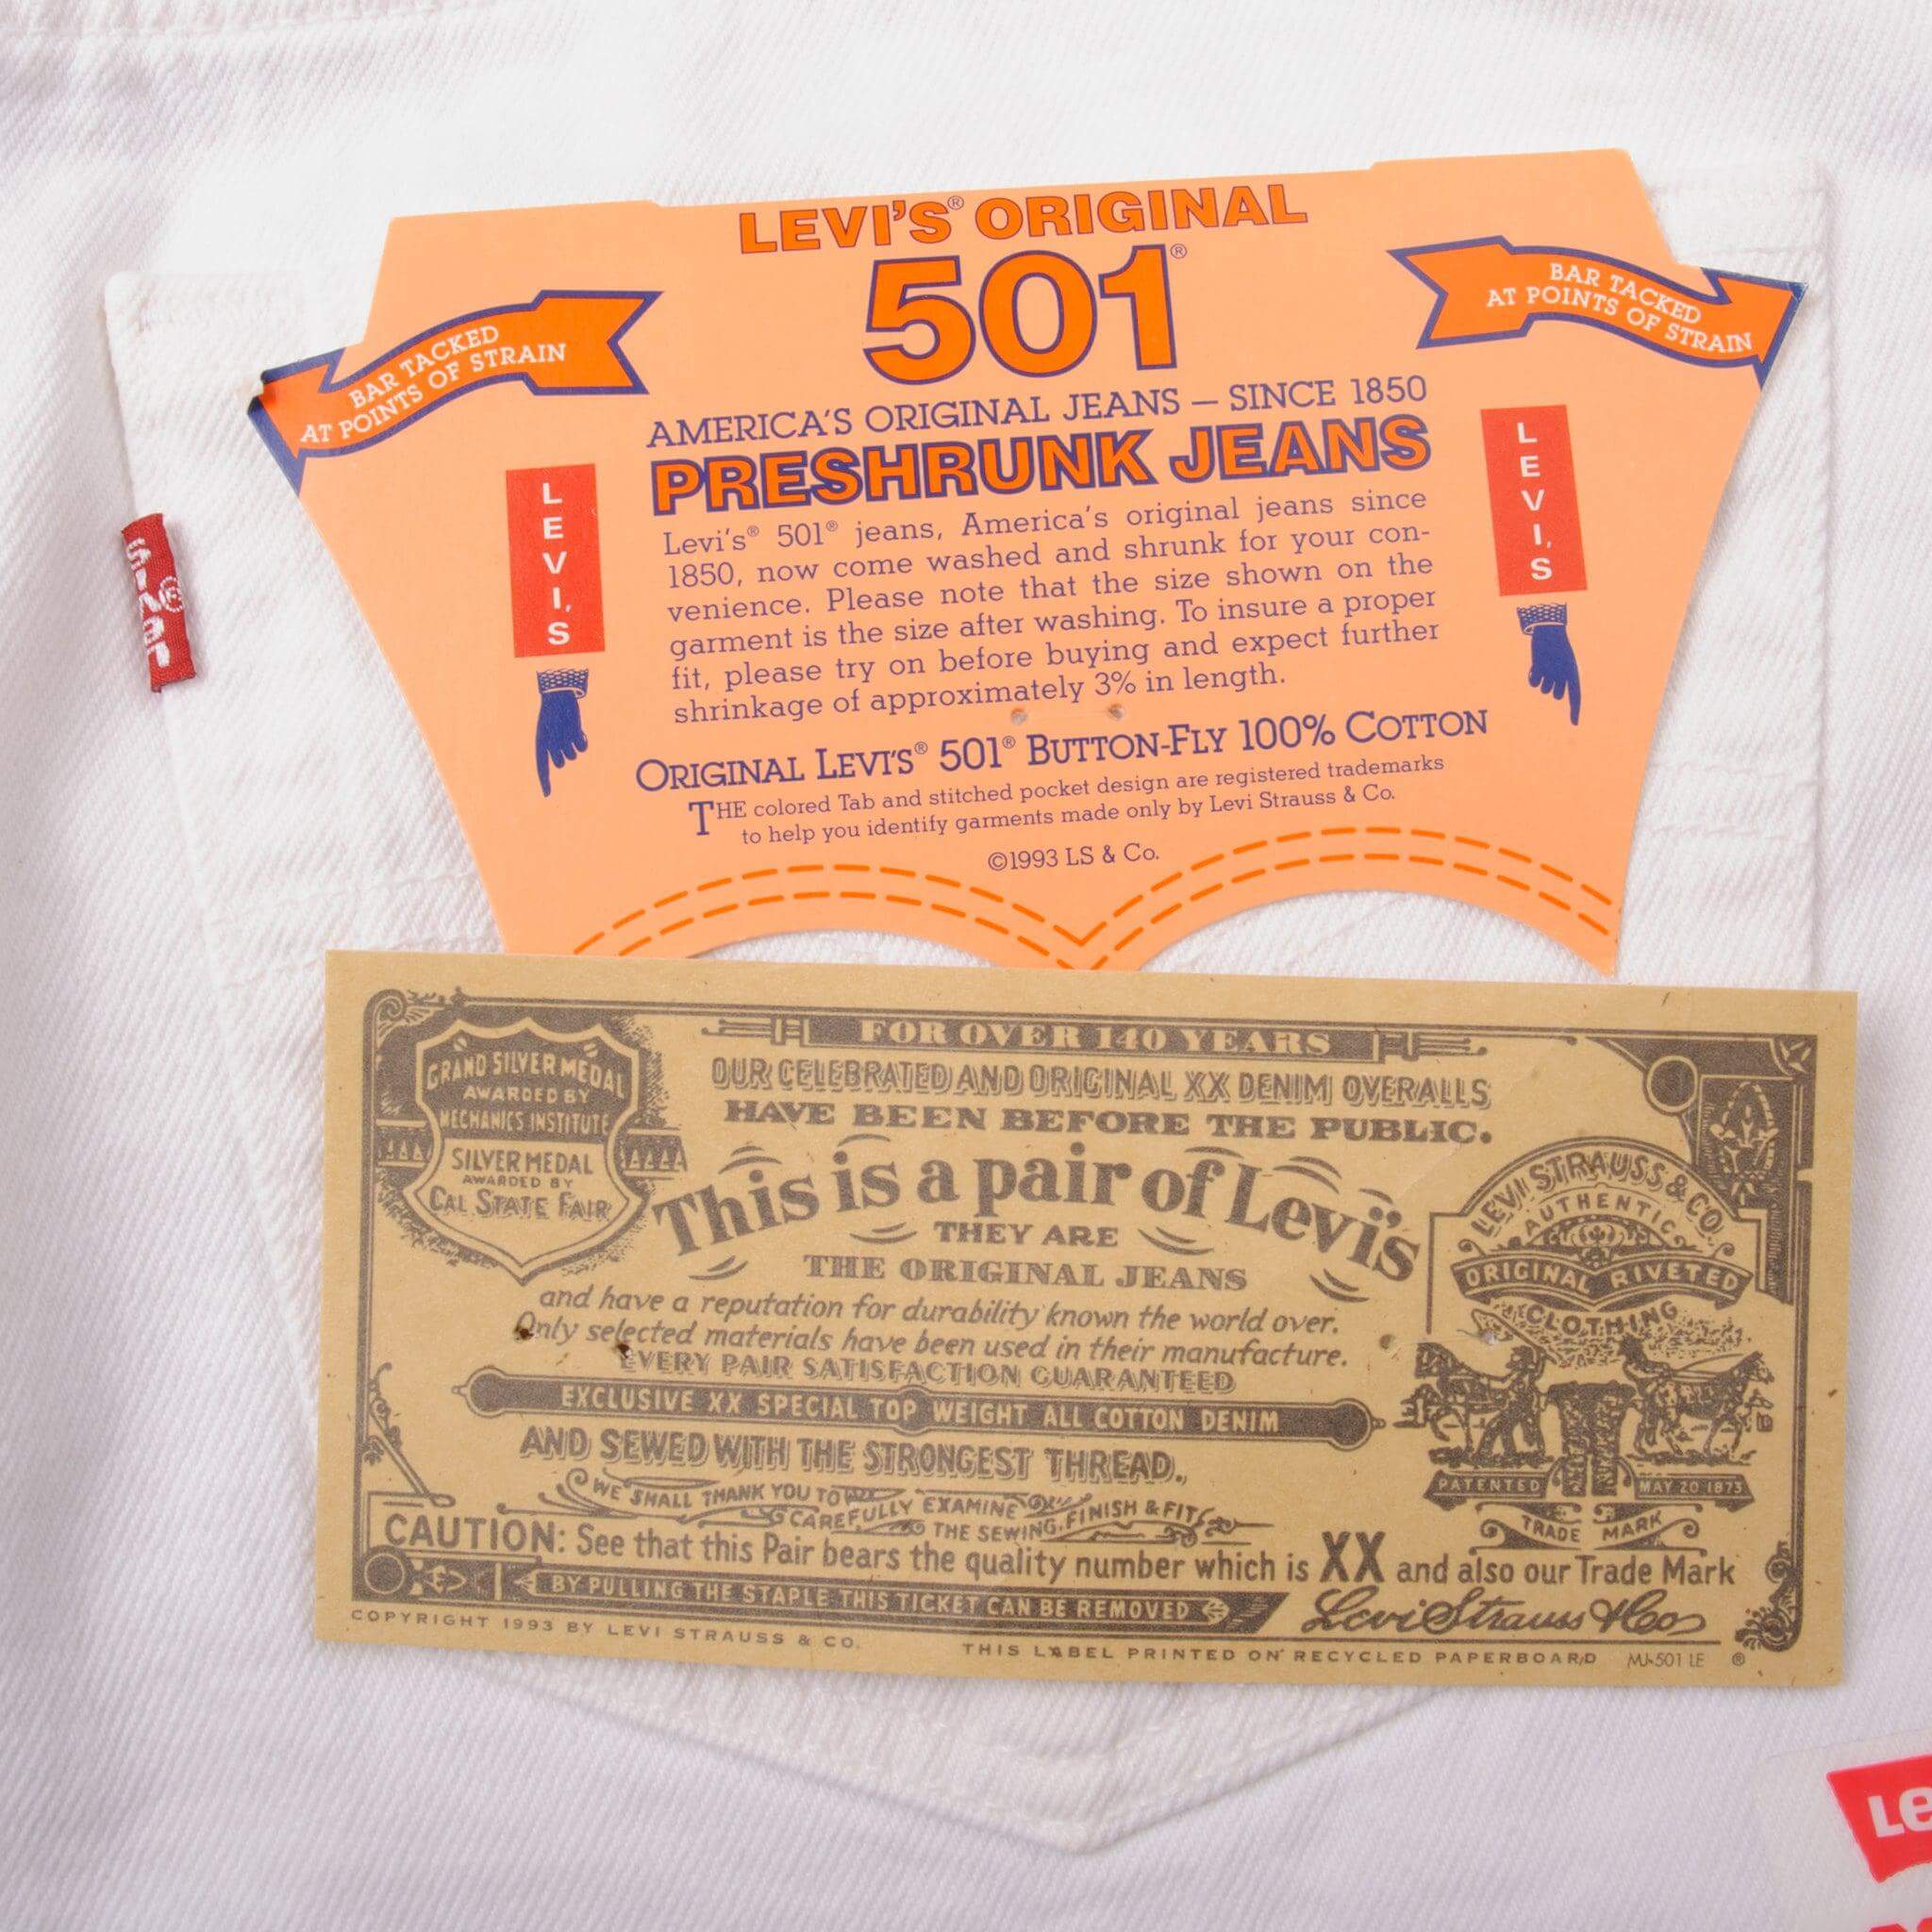 LEVI'S® ORIGINAL
501®
AMERICA'S ORIGINAL JEANS – SINCE 1850
PRESHRUNK JEANS
BAR TACKED
AT POINTS OF STRAIN
BAR TACKED
AT POINTS OF STRAIN
LEVI'S
LEVI'S
Levi's® 501® jeans, America's original jeans since
1850, now come washed and shrunk for your con-
venience. Please note that the size shown on the
garment is the size after washing. To insure a proper
fit, please try on before buying and expect further
shrinkage of approximately 3% in length.
ORIGINAL LEVI'S® 501® BUTTON-FLY 100% COTTON
THE colored Tab and stitched pocket design are registered trademarks
to help you identify garments made only by Levi Strauss & Co.
©1993 LS & Co.
LEVI'S®
GRAND SILVER MEDAL
AWARDED BY
MECHANICS INSTITUTE
SILVER MEDAL
AWARDED BY
CAL STATE FAIR
FOR OVER 140 YEARS
OUR CELEBRATED AND ORIGINAL XX DENIM OVERALLS
HAVE BEEN BEFORE THE PUBLIC.
This is a pair of Levi's
THEY ARE
THE ORIGINAL JEANS
and have a reputation for durability known the world over.
Only selected materials have been used in their manufacture.
EVERY PAIR SATISFACTION GUARANTEED
EXCLUSIVE XX SPECIAL TOP WEIGHT ALL COTTON DENIM
AND SEWED WITH THE STRONGEST THREAD.
WE SHALL THANK YOU TO
CAREFULLY EXAMINE
THE SEWING, FINISH & FIT
LEVI STRAUSS & CO.
AUTHENTIC
ORIGINAL RIVETED
CLOTHING
PATENTED MAY 20 1873
TRADE MARK
CAUTION: See that this Pair bears the quality number which is XX and also our Trade Mark
BY PULLING THE STAPLE THIS TICKET CAN BE REMOVED
Levi Strauss & Co
COPYRIGHT 1993 BY LEVI STRAUSS & CO.
THIS LABEL PRINTED ON RECYCLED PAPERBOARD MJ-501 LE ®
Le